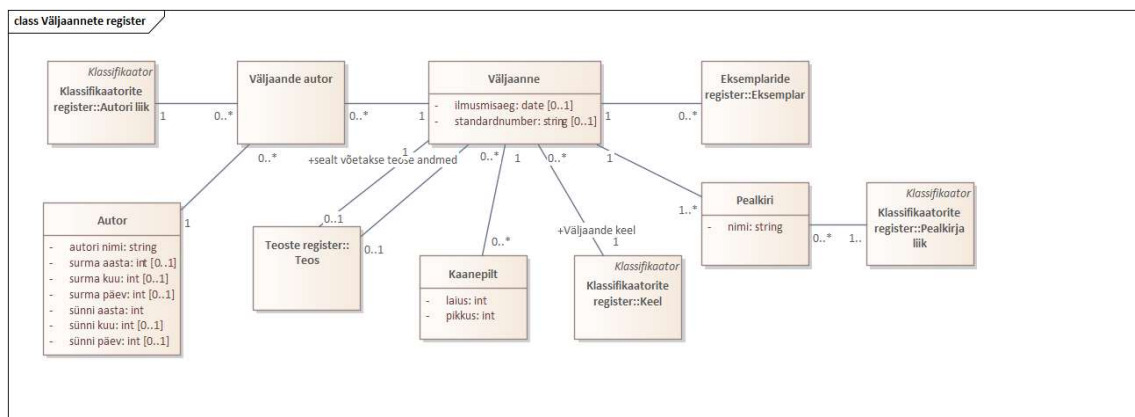 class Väljaannete register
Klassifikaator
Klassifikaatorite
register::Autori liik
1
0..*
Väljaande autor
0..*
1
Väljaanne
- ilmusmisaeg: date [0..1]
- standardnumber: string [0..1]
1
0..*
Eksemplaride
register::Eksemplar
0..*
1
+sealt võetakse teose andmed
1
0..1
0..*
0..1
1
0..*
0..*
+Väljaande keel
1
1
1..*
Autor
- autori nimi: string
- surma aasta: int [0..1]
- surma kuu: int [0..1]
- surma päev: int [0..1]
- sünni aasta: int
- sünni kuu: int [0..1]
- sünni päev: int [0..1]
Teoste register::
Teos
Kaanepilt
- laius: int
- pikkus: int
Klassifikaator
Klassifikaatorite
register::Keel
Pealkiri
- nimi: string
0..*
1..
Klassifikaator
Klassifikaatorite
register::Pealkirja
liik